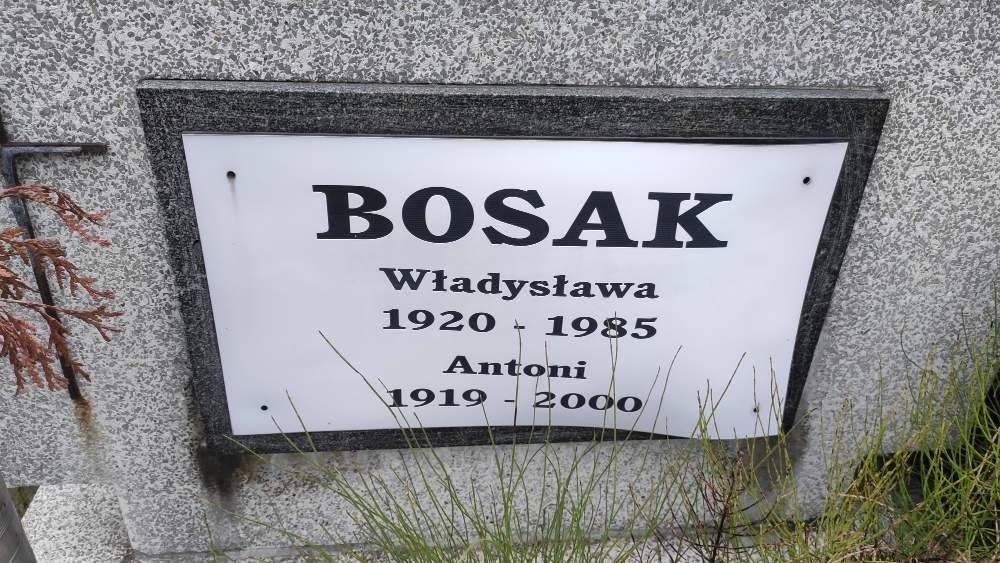 BOSAK
Władysława
1920 - 1985
Antoni
1919 - 2000